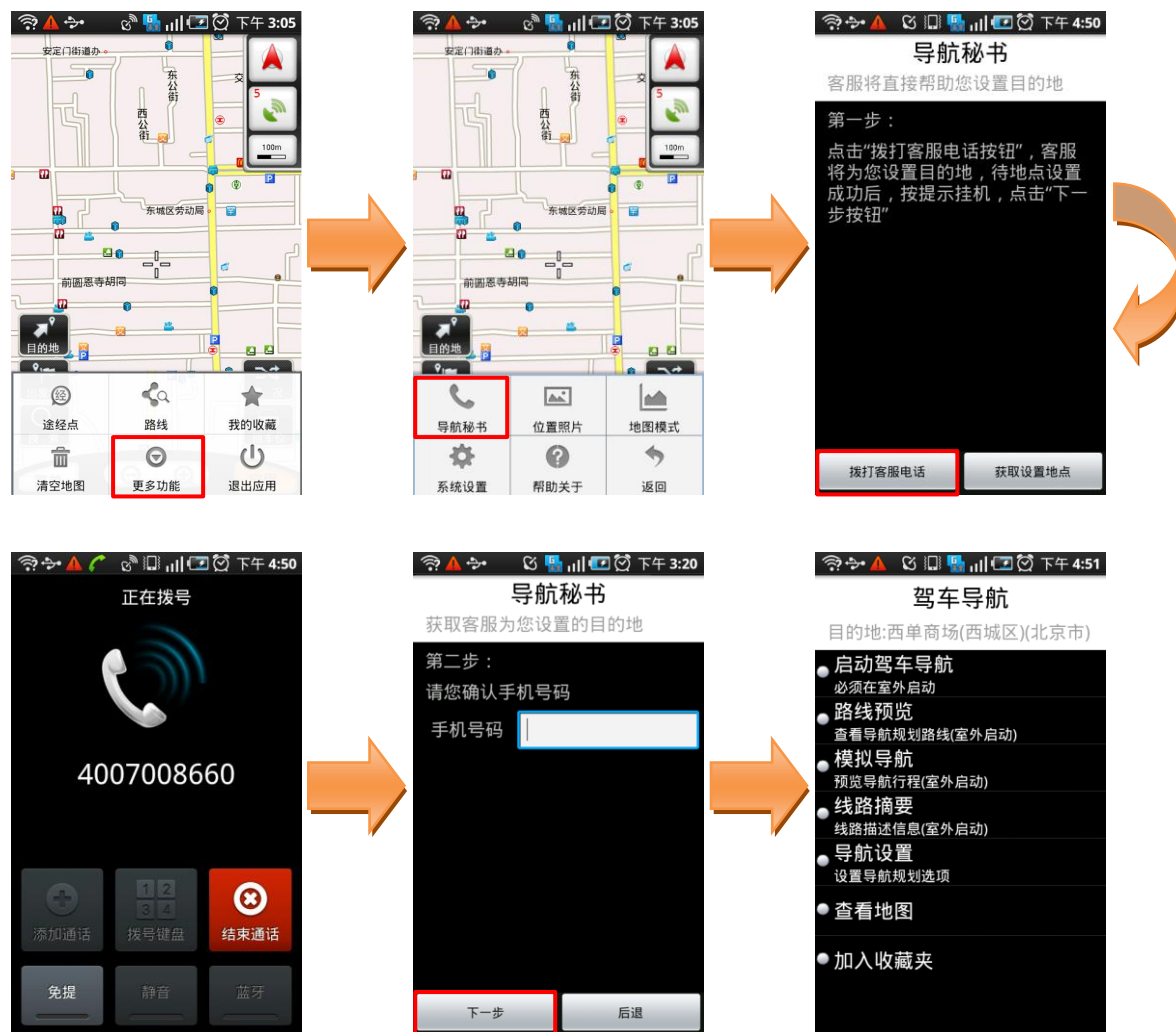 下午 3:05
安定门街道办
东公街
交
西公街
5
100m
东城区劳动局
前圆恩寺胡同
目的地
途经点
路线
我的收藏
清空地图
更多功能
退出应用
下午 3:05
安定门街道办
东公街
交
西公街
5
100m
东城区劳动局
前圆恩寺胡同
目的地
导航秘书
位置照片
地图模式
系统设置
帮助关于
返回
下午 4:50
导航秘书
客服将直接帮助您设置目的地
第一步：
点击“拨打客服电话按钮”，客服
将为您设置目的地，待地点设置
成功后，按提示挂机，点击“下一
步按钮”
拨打客服电话
获取设置地点
下午 4:50
正在拨号
4007008660
添加通话
1 2
3 4
拨号键盘
结束通话
免提
静音
蓝牙
下午 3:20
导航秘书
获取客服为您设置的目的地
第二步：
请您确认手机号码
手机号码
下一步
后退
下午 4:51
驾车导航
目的地:西单商场(西城区)(北京市)
启动驾车导航
必须在室外启动
路线预览
查看导航规划路线(室外启动)
模拟导航
预览导航行程(室外启动)
线路摘要
线路描述信息(室外启动)
导航设置
设置导航规划选项
查看地图
加入收藏夹